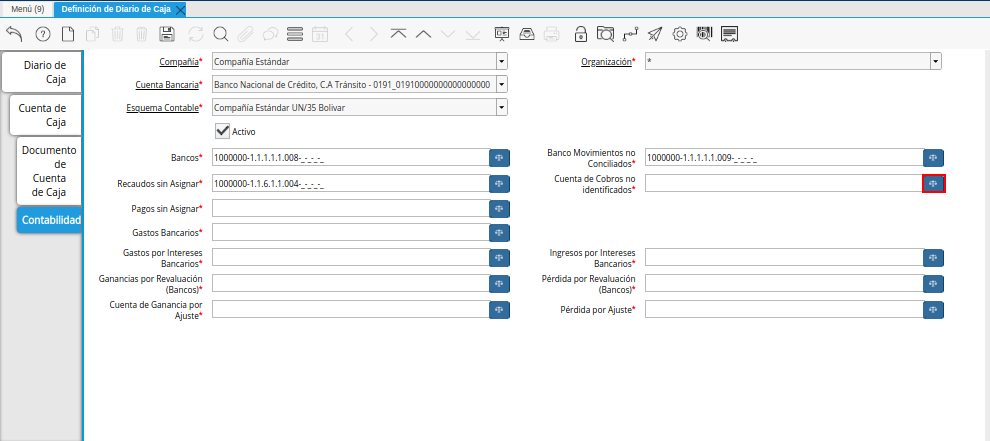 Menú (9)
Definición de Diario de Caja
Diario de
Caja
Cuenta de
Caja
Documento
de
Cuenta
de Caja
Contabilidad
Compañía* Compañía Estándar
Organización* *
Cuenta Bancaria* Banco Nacional de Crédito, C.A Tránsito - 0191_01910000000000000000
Esquema Contable* Compañía Estándar UN/35 Bolivar
Activo
Bancos* 1000000-1.1.1.1.1.008-_-_-_-_
Banco Movimientos no
Conciliados* 1000000-1.1.1.1.1.009-_-_-_-_
Recaudos sin Asignar* 1000000-1.1.6.1.1.004-_-_-_-_
Cuenta de Cobros no
identificados*
Pagos sin Asignar*
Gastos Bancarios*
Gastos por Intereses
Bancarios*
Ingresos por Intereses
Bancarios*
Ganancias por Revaluación
(Bancos)*
Pérdida por Revaluación
(Bancos)*
Cuenta de Ganancia por
Ajuste*
Pérdida por Ajuste*